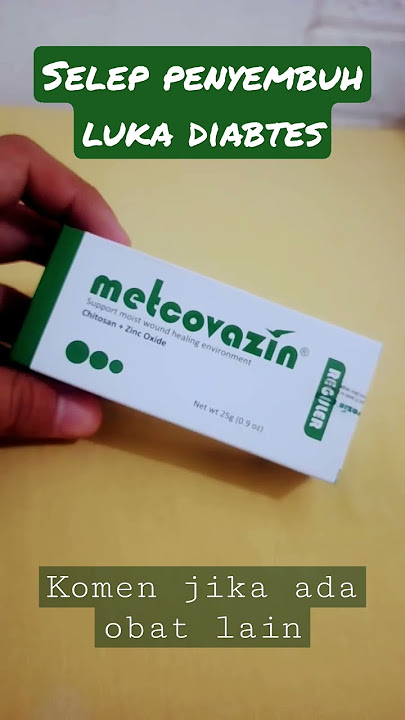 SELEP PENYEMBUH
LUKA DIABTES
metcovazin®
Support moist wound healing environment
Chitosan + Zinc Oxide
REGULER
Net wt 25g (0.9 oz)
Komen jika ada
obat lain